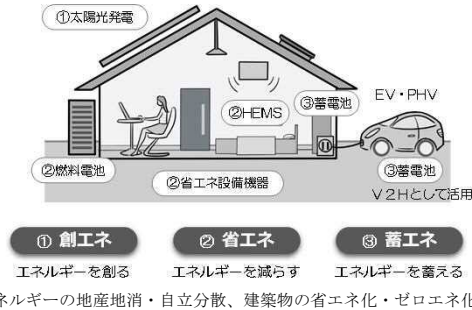 ①太陽光発電
②HEMS
③蓄電池
EV・PHV
②燃料電池
②省エネ設備機器
③蓄電池
V2Hとして活用
① 創エネ
② 省エネ
③ 蓄エネ
エネルギーを創る
エネルギーを減らす
エネルギーを蓄える
ネルギーの地産地消・自立分散、建築物の省エネ化・ゼロエネ化